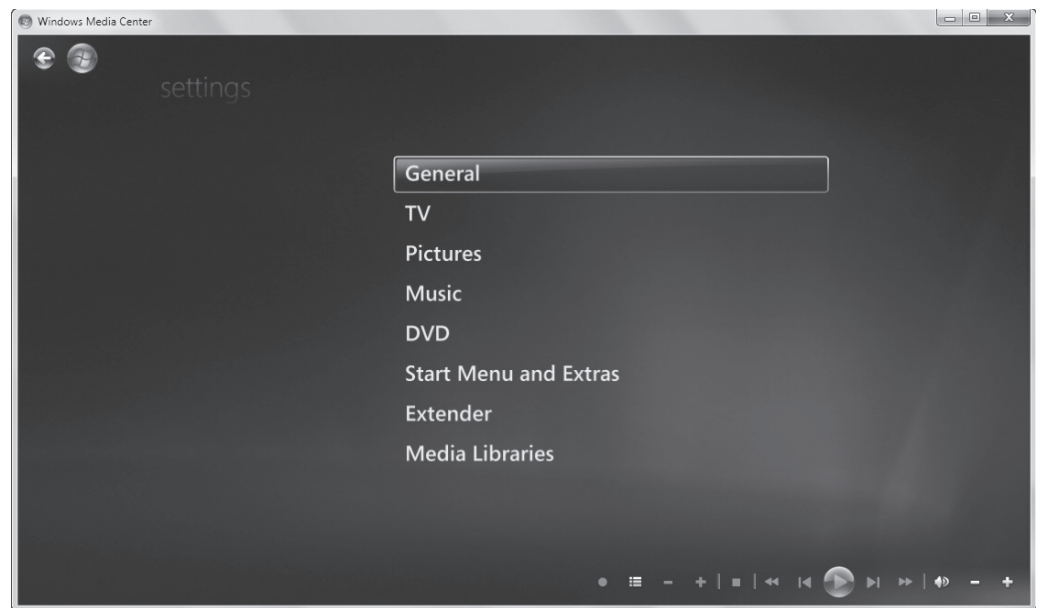 Windows Media Center
settings
General
TV
Pictures
Music
DVD
Start Menu and Extras
Extender
Media Libraries